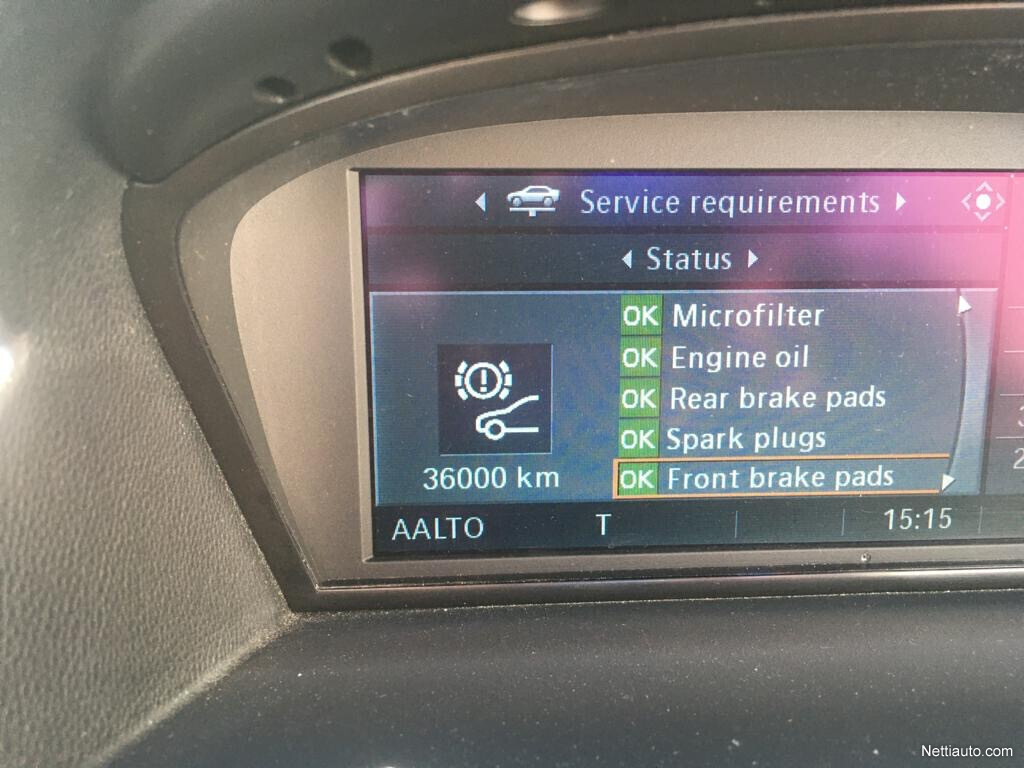 Service requirements
Status
OK Microfilter
OK Engine oil
OK Rear brake pads
OK Spark plugs
OK Front brake pads
36000 km
AALTO T 15:15
Nettiauto.com